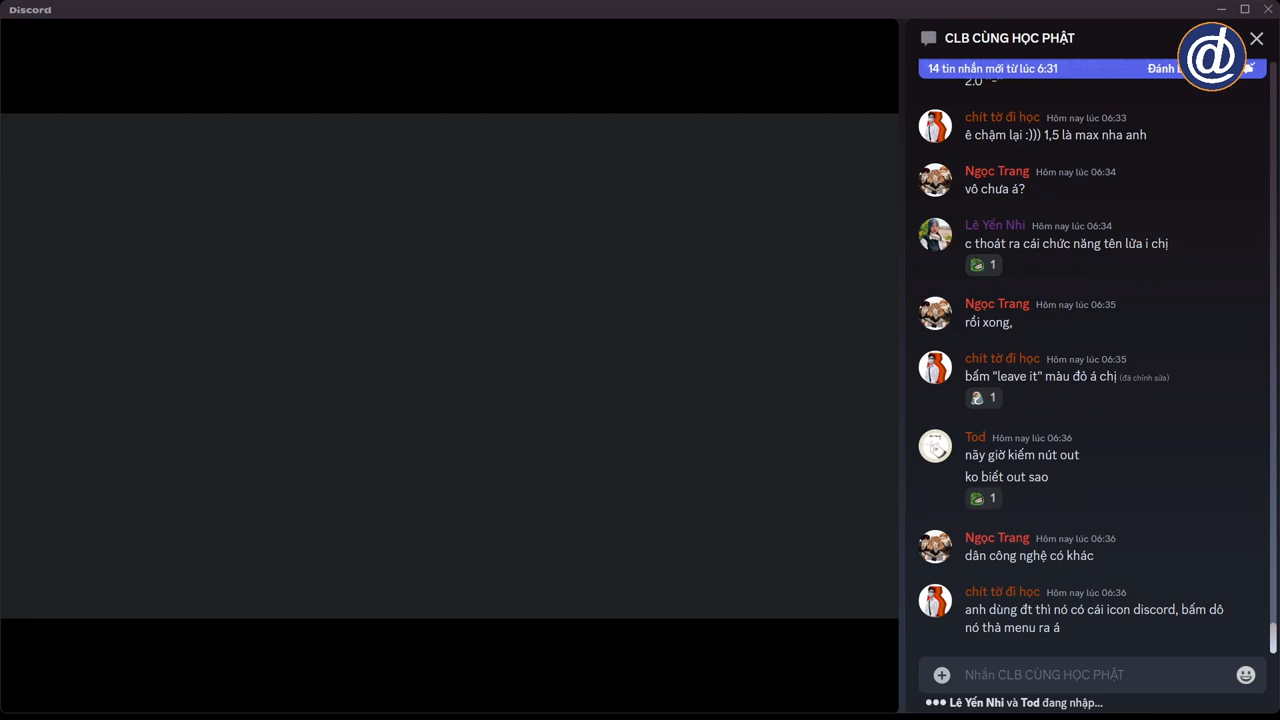 Discord
CLB CÙNG HỌC PHẬT
14 tin nhắn mới từ lúc 6:31
Đánh
2.0 "-"
chít tờ đi học Hôm nay lúc 06:33
ê chậm lại :))) 1,5 là max nha anh
Ngọc Trang Hôm nay lúc 06:34
vô chưa á?
Lê Yến Nhi Hôm nay lúc 06:34
c thoát ra cái chức năng tên lửa i chị
1
Ngọc Trang Hôm nay lúc 06:35
rồi xong,
chít tờ đi học Hôm nay lúc 06:35
bấm "leave it" màu đỏ á chị (đã chỉnh sửa)
1
Tod Hôm nay lúc 06:36
nãy giờ kiếm nút out
ko biết out sao
1
Ngọc Trang Hôm nay lúc 06:36
dân công nghệ có khác
chít tờ đi học Hôm nay lúc 06:36
anh dùng đt thì nó có cái icon discord, bấm dô
nó thả menu ra á
Nhắn CLB CÙNG HỌC PHẬT
Lê Yến Nhi và Tod đang nhập...